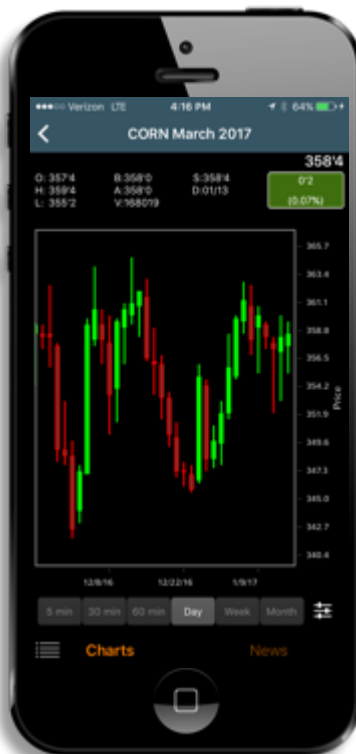 Verizon LTE 4:16 PM 64%
CORN March 2017
358'4
O: 357'4 B:358'0 S:358'4
H: 359'4 A:358'0 D:01/13
L: 355'2 V:168019
0'2
(0.07%)
365.7
363.4
361.1
358.8
356.5
354.2
351.9
349.6
347.3
345.0
342.7
340.4
Price
12/8/16 12/22/16 1/9/17
5 min 30 min 60 min Day Week Month
Charts News